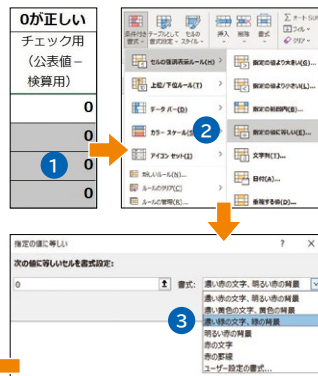 0が正しい
チェック用
（公表値－
検算用）
0
0
0
0
1
条件付き
書式
テーブルとして
書式設定
セルの
スタイル
挿入
削除
書式
フィル
クリア
セルの強調表示ルール(H)
上位/下位ルール(T)
データ バー(D)
カラー スケール(S)
アイコン セット(I)
新しいルール(N)...
ルールのクリア(C)
ルールの管理(R)...
2
指定の値より大きい(G)...
指定の値より小さい(L)...
指定の範囲内(B)...
指定の値に等しい(E)...
文字列(T)...
日付(A)...
重複する値(D)...
指定の値に等しい
? ×
次の値に等しいセルを書式設定:
0
書式:
濃い赤の文字、明るい赤の背景
3
濃い赤の文字、明るい赤の背景
濃い黄色の文字、黄色の背景
濃い緑の文字、緑の背景
明るい赤の背景
赤の文字
赤の罫線
ユーザー設定の書式...